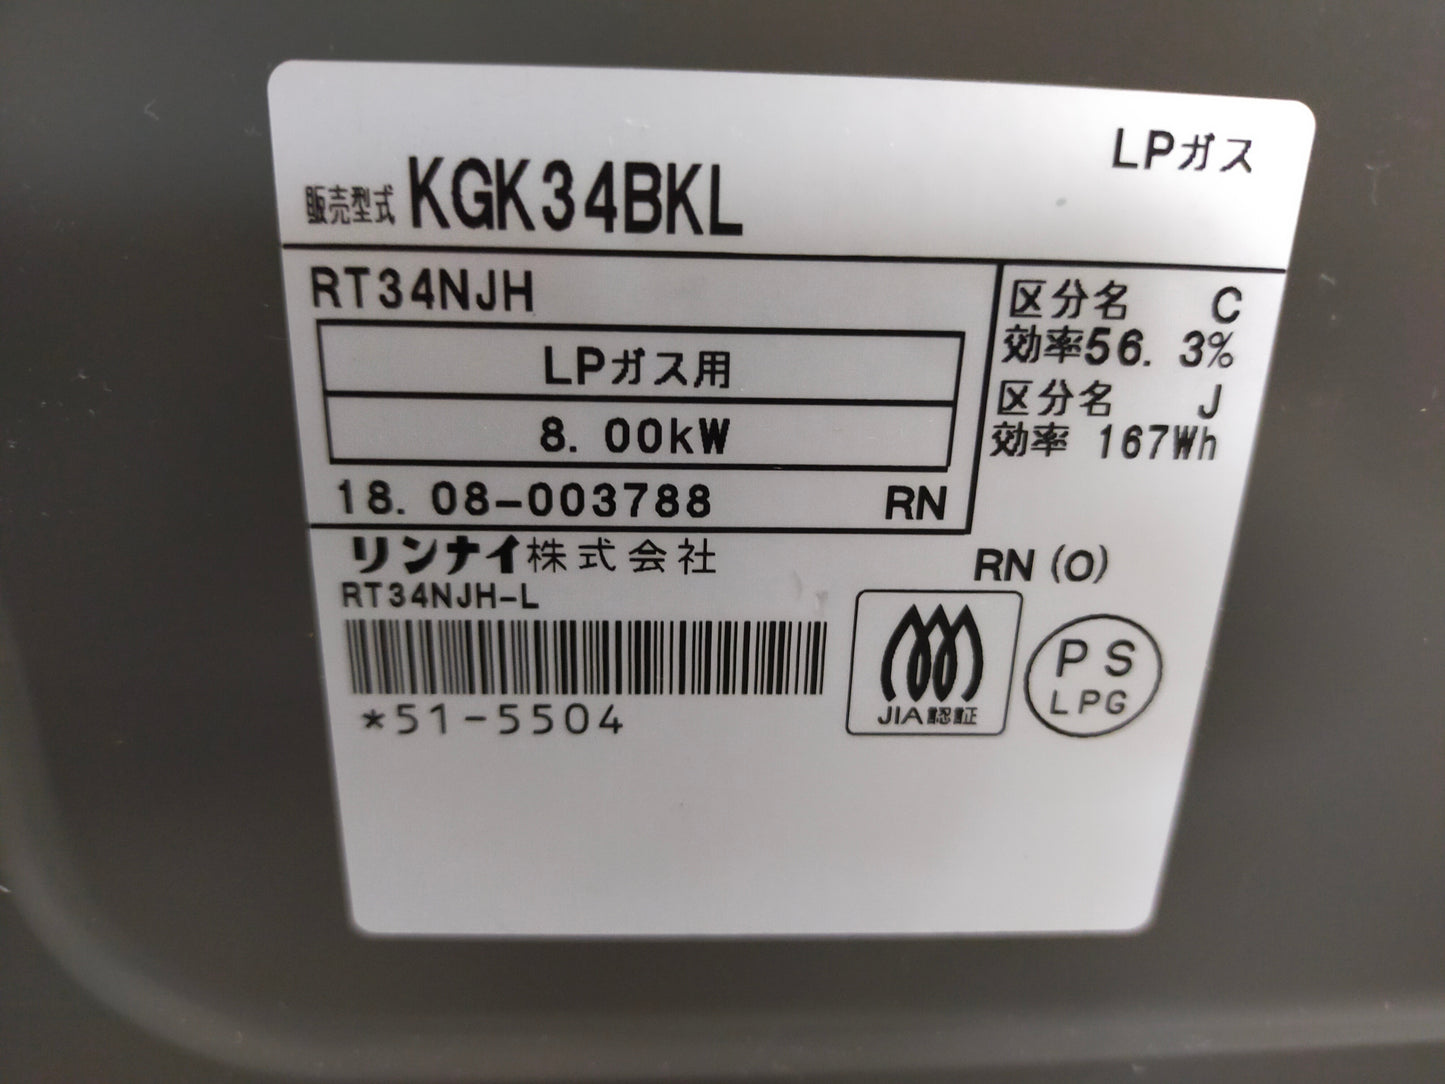 LPガス
販売型式 KGK34BKL
RT34NJH
LPガス用
8.00kW
18.08-003788 RN
区分名 C
効率56.3%
区分名 J
効率 167Wh
リンナイ株式会社
RN(O)
RT34NJH-L
*51-5504
JIA認証
PS
LPG